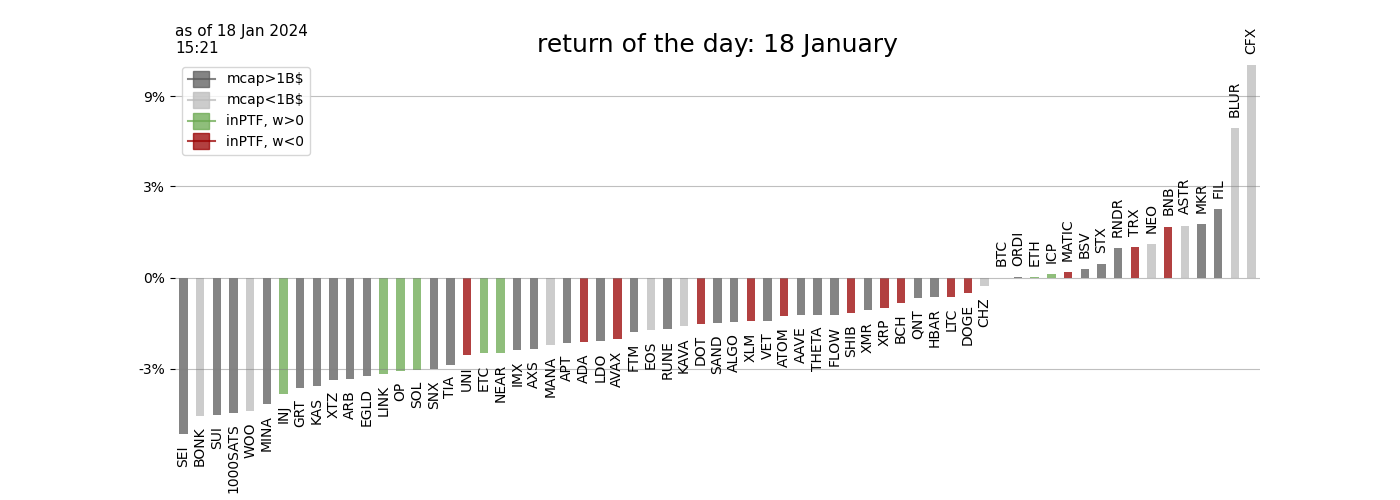 as of 18 Jan 2024
15:21
return of the day: 18 January
mcap>1B$
mcap<1B$
inPTF, w>0
inPTF, w<0
9%
3%
0%
-3%
SEI
BONK
SUI
1000SATS
WOO
MINA
INJ
GRT
KAS
XTZ
ARB
EGLD
LINK
OP
SOL
SNX
TIA
UNI
ETC
NEAR
IMX
AXS
MANA
APT
ADA
LDO
AVAX
FTM
EOS
RUNE
KAVA
DOT
SAND
ALGO
XLM
VET
ATOM
AAVE
THETA
FLOW
SHIB
XMR
XRP
BCH
QNT
HBAR
LTC
DOGE
CHZ
BTC
ORDI
ETH
ICP
MATIC
BSV
STX
RNDR
TRX
NEO
BNB
ASTR
MKR
FIL
BLUR
CFX